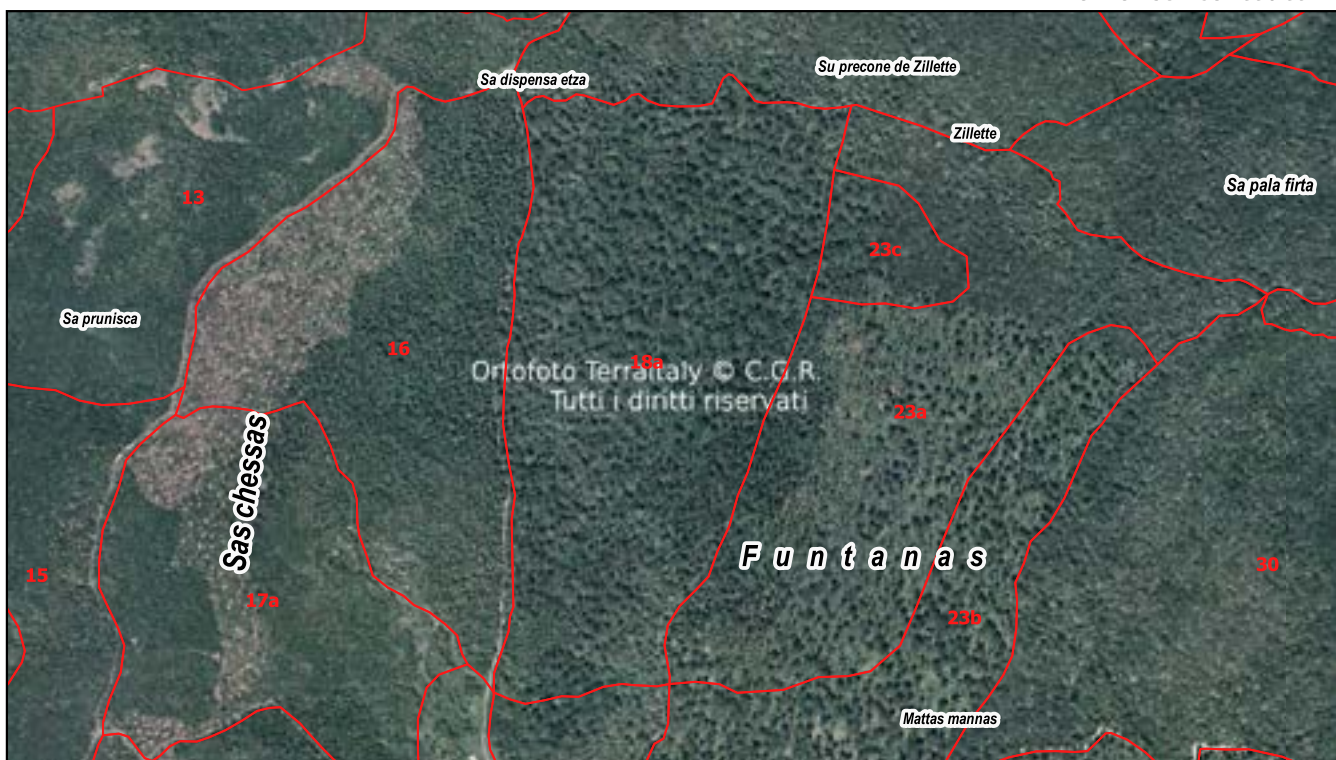 Su precone de Zillette
Sa dispensa etza
Zillette
Sa pala firta
13
23c
Sa prunisca
16
18a
Ortofoto TerraItaly © C.G.R.
Tutti i diritti riservati
23a
Sas chessas
Funtanas
30
15
17a
23b
Mattas mannas